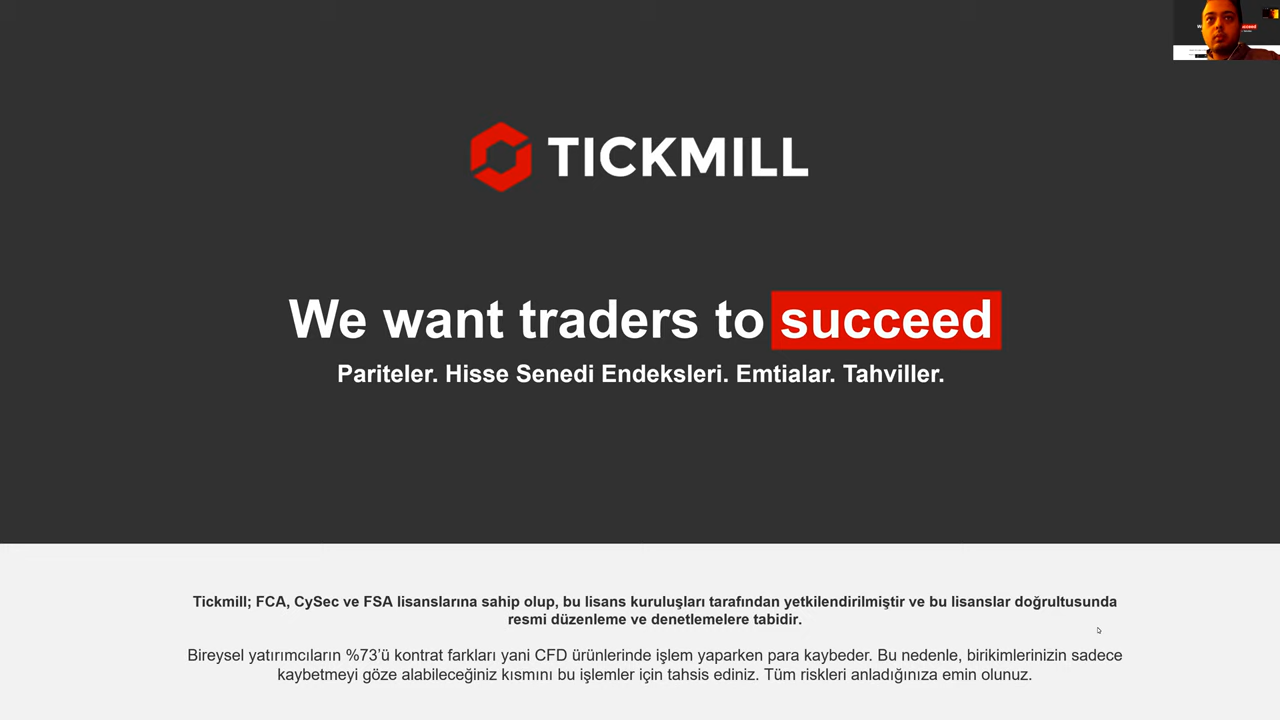 TICKMILL
We want traders to succeed
Pariteler. Hisse Senedi Endeksleri. Emtialar. Tahviller.
Tickmill; FCA, CySec ve FSA lisanslarına sahip olup, bu lisans kuruluşları tarafından yetkilendirilmiştir ve bu lisanslar doğrultusunda
resmi düzenleme ve denetlemelere tabidir.
Bireysel yatırımcıların %73'ü kontrat farkları yani CFD ürünlerinde işlem yaparken para kaybeder. Bu nedenle, birikimlerinizin sadece
kaybetmeyi göze alabileceğiniz kısmını bu işlemler için tahsis ediniz. Tüm riskleri anladığınıza emin olunuz.